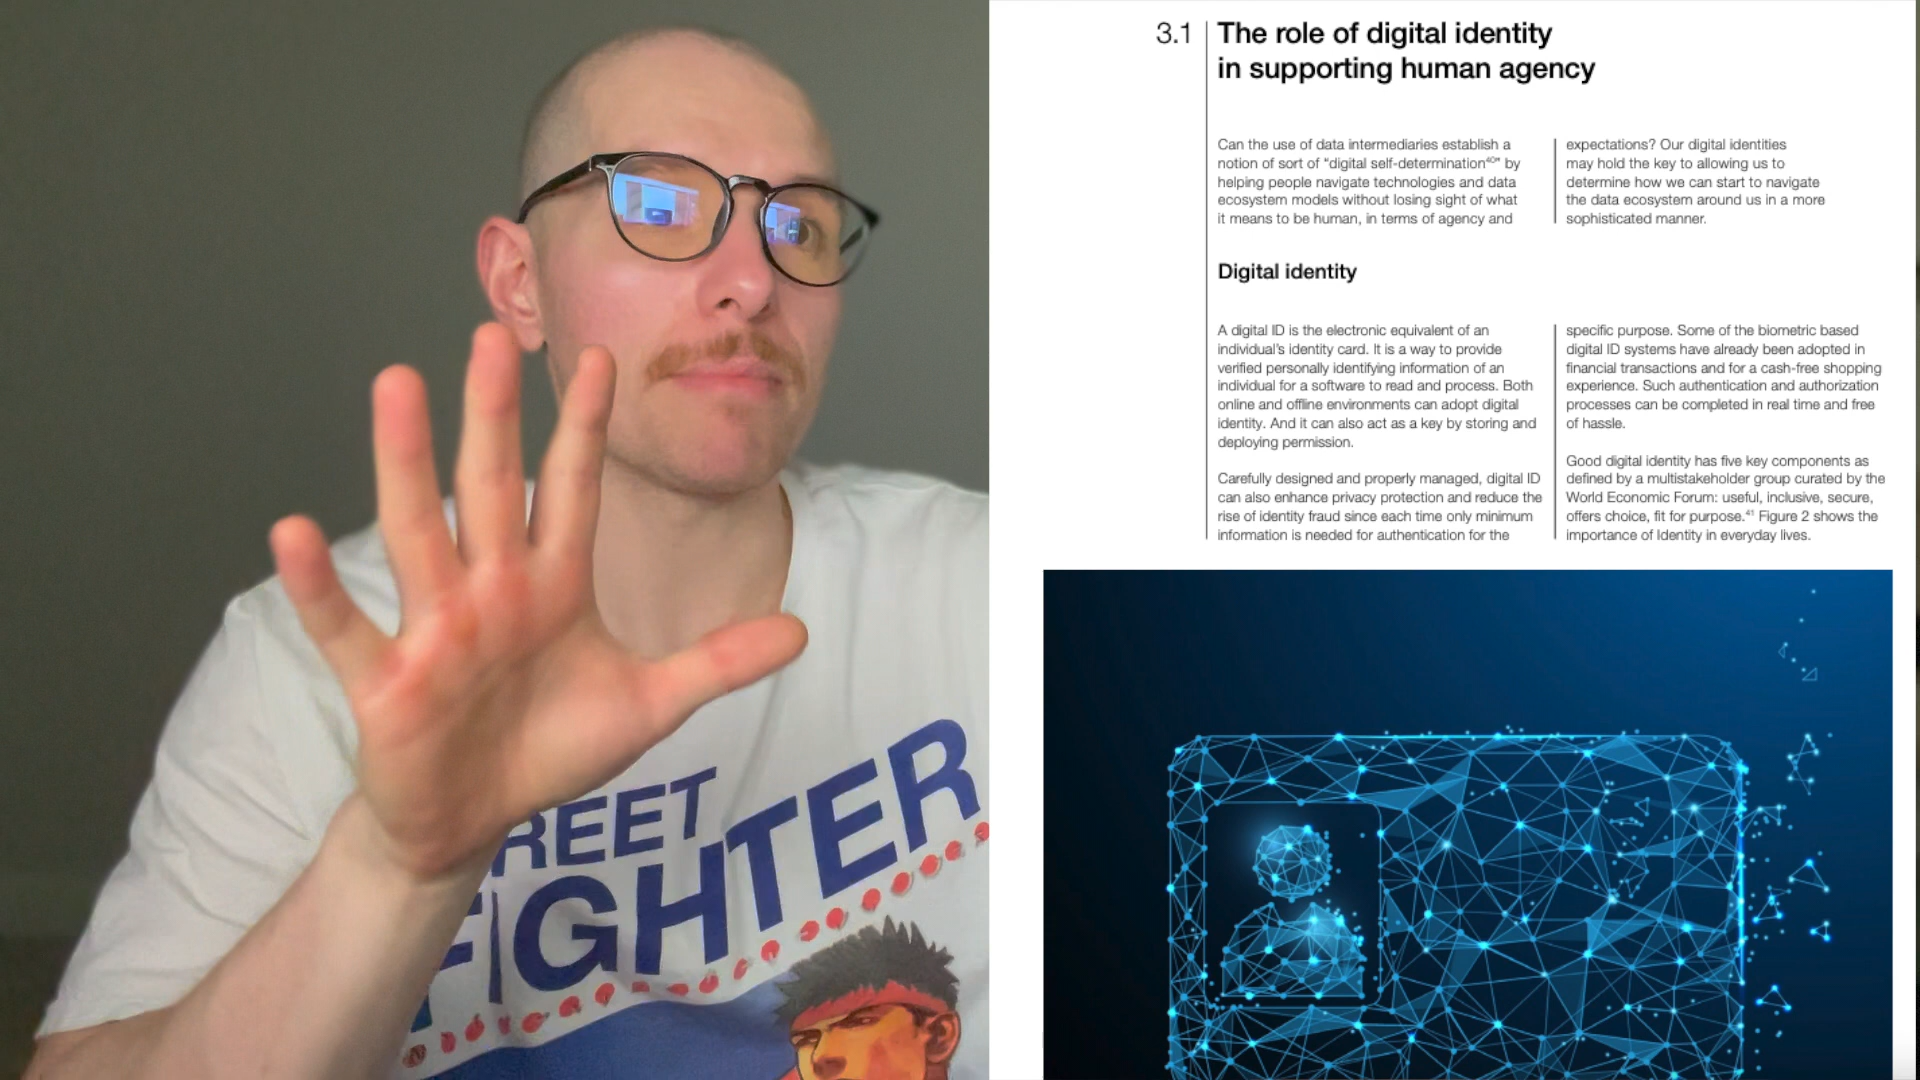 REET
FIGHTER
3.1
The role of digital identity
in supporting human agency
Can the use of data intermediaries establish a
notion of sort of “digital self-determination⁴⁰” by
helping people navigate technologies and data
ecosystem models without losing sight of what
it means to be human, in terms of agency and
expectations? Our digital identities
may hold the key to allowing us to
determine how we can start to navigate
the data ecosystem around us in a more
sophisticated manner.
Digital identity
A digital ID is the electronic equivalent of an
individual’s identity card. It is a way to provide
verified personally identifying information of an
individual for a software to read and process. Both
online and offline environments can adopt digital
identity. And it can also act as a key by storing and
deploying permission.
Carefully designed and properly managed, digital ID
can also enhance privacy protection and reduce the
rise of identity fraud since each time only minimum
information is needed for authentication for the
specific purpose. Some of the biometric based
digital ID systems have already been adopted in
financial transactions and for a cash-free shopping
experience. Such authentication and authorization
processes can be completed in real time and free
of hassle.
Good digital identity has five key components as
defined by a multistakeholder group curated by the
World Economic Forum: useful, inclusive, secure,
offers choice, fit for purpose.⁴¹ Figure 2 shows the
importance of Identity in everyday lives.